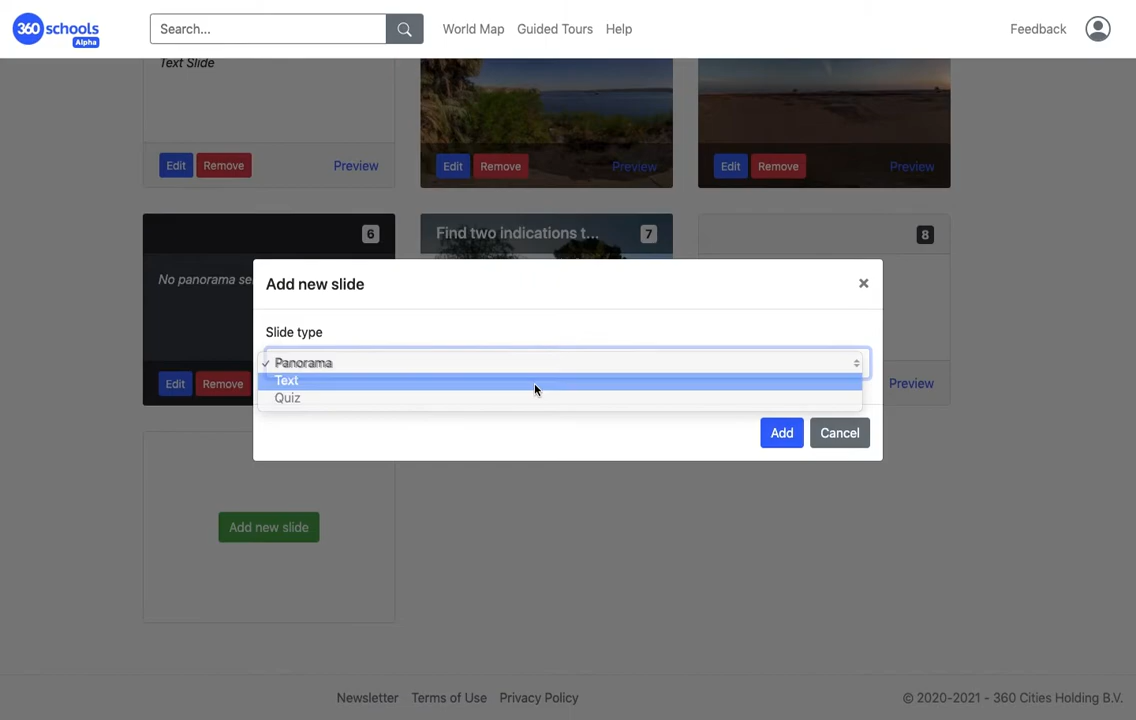 360 schools
Alpha
Search...
World Map
Guided Tours
Help
Feedback
Text Slide
Edit
Remove
Preview
Edit
Remove
Preview
Edit
Remove
Preview
6
Find two indications t...
7
8
No panorama se
Edit
Remove
Preview
Add new slide
×
Slide type
✓ Panorama
Text
Quiz
Add
Cancel
Add new slide
Newsletter
Terms of Use
Privacy Policy
© 2020-2021 - 360 Cities Holding B.V.